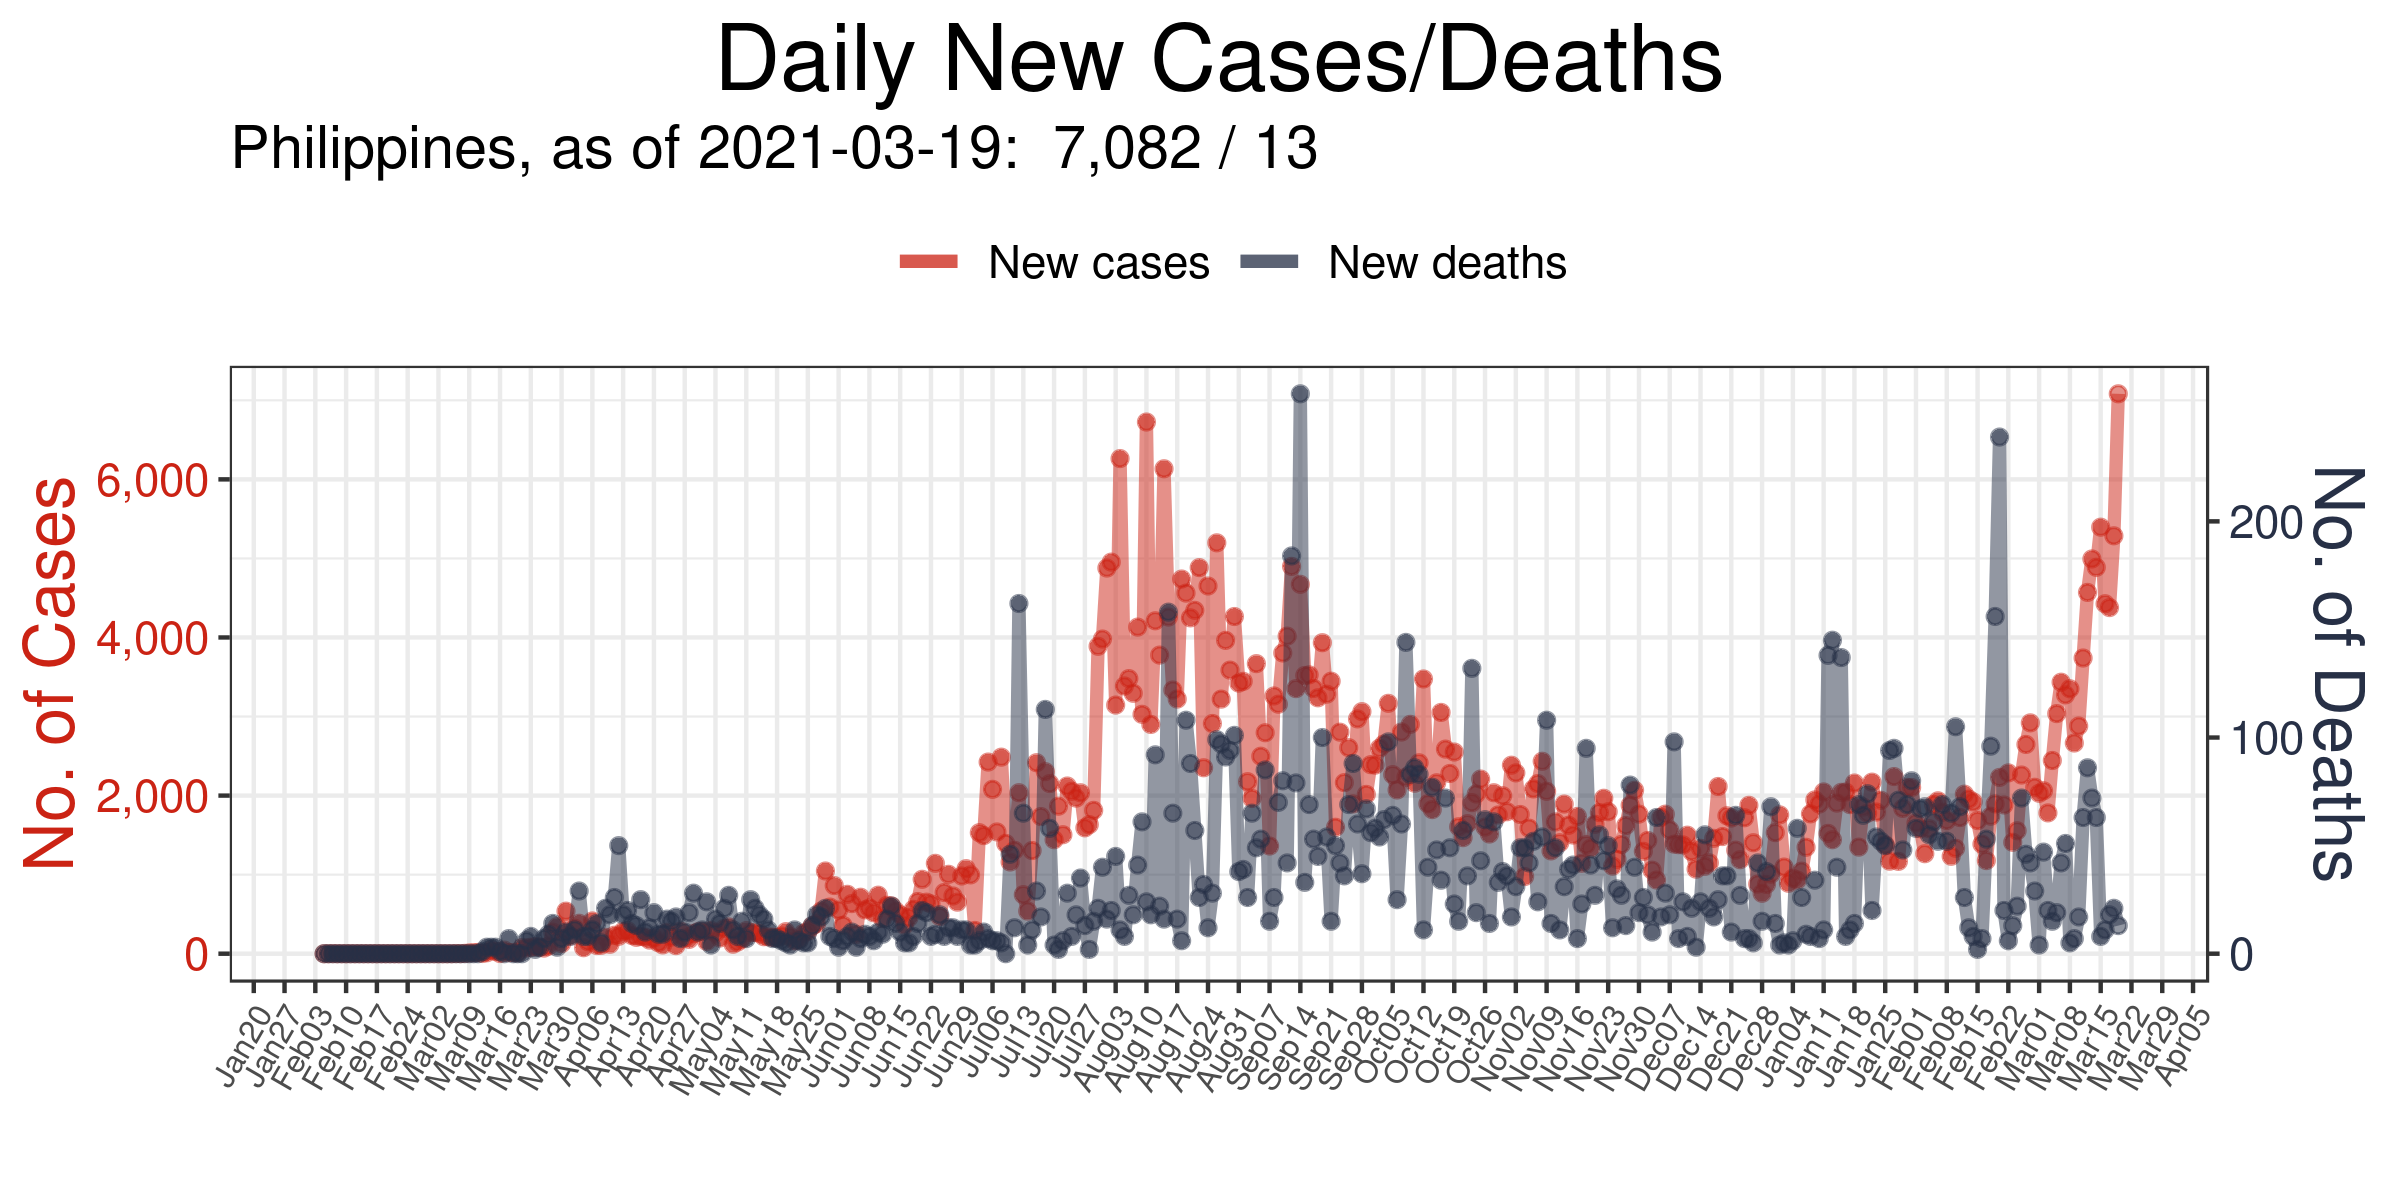 Daily New Cases/Deaths
Philippines, as of 2021-03-19:  7,082 / 13
New cases
New deaths
No. of Cases
6,000
4,000
2,000
0
No. of Deaths
200
100
0
Jan20
Jan27
Feb03
Feb10
Feb17
Feb24
Mar02
Mar09
Mar16
Mar23
Mar30
Apr06
Apr13
Apr20
Apr27
May04
May11
May18
May25
Jun01
Jun08
Jun15
Jun22
Jun29
Jul06
Jul13
Jul20
Jul27
Aug03
Aug10
Aug17
Aug24
Aug31
Sep07
Sep14
Sep21
Sep28
Oct05
Oct12
Oct19
Oct26
Nov02
Nov09
Nov16
Nov23
Nov30
Dec07
Dec14
Dec21
Dec28
Jan04
Jan11
Jan18
Jan25
Feb01
Feb08
Feb15
Feb22
Mar01
Mar08
Mar15
Mar22
Mar29
Apr05